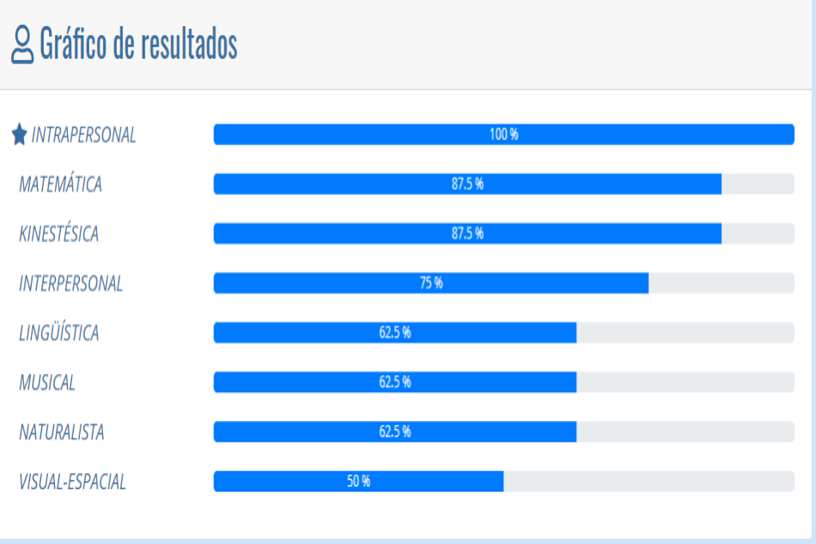 Gráfico de resultados
INTRAPERSONAL 100 %
MATEMÁTICA 87.5 %
KINESTÉSICA 87.5 %
INTERPERSONAL 75 %
LINGÜÍSTICA 62.5 %
MUSICAL 62.5 %
NATURALISTA 62.5 %
VISUAL-ESPACIAL 50 %